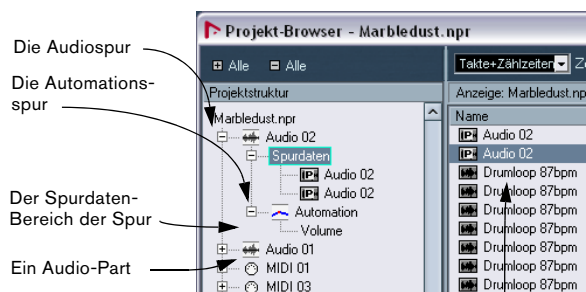 Projekt-Browser - Marbledust.npr
Die Audiospur
Alle Alle
Takte+Zählzeiten
Die Automations-
spur
Projektstruktur
Anzeige: Marbledust.np
Marbledust.npr
Name
Audio 02
Audio 02
Spurdaten
Audio 02
Audio 02
Drumloop 87bpm
Audio 02
Drumloop 87bpm
Der Spurdaten-
Bereich der Spur
Automation
Drumloop 87bpm
Volume
Drumloop 87bpm
Ein Audio-Part
Audio 01
Drumloop 87bpm
MIDI 01
Drumloop 87bpm
MIDI 03
Drumloop 87bpm